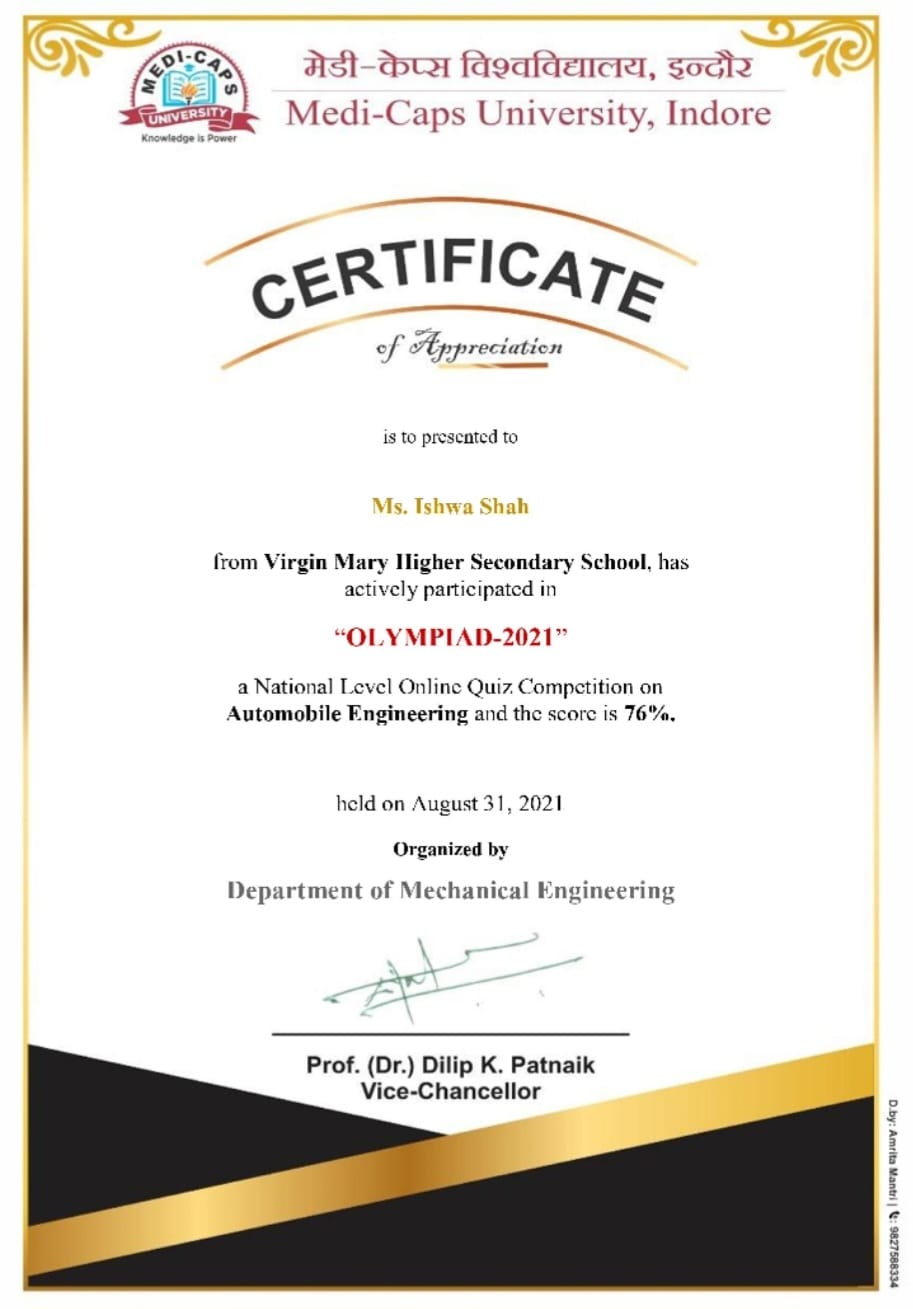 MEDI-CAPS
UNIVERSITY
Knowledge is Power
मेडी-केप्स विश्वविद्यालय, इन्दौर
Medi-Caps University, Indore
CERTIFICATE
of Appreciation
is to presented to
Ms. Ishwa Shah
from Virgin Mary Higher Secondary School, has
actively participated in
“OLYMPIAD-2021”
a National Level Online Quiz Competition on
Automobile Engineering and the score is 76%.
held on August 31, 2021
Organized by
Department of Mechanical Engineering
Prof. (Dr.) Dilip K. Patnaik
Vice-Chancellor
D.by: Amrita Mantri | : 9827588334